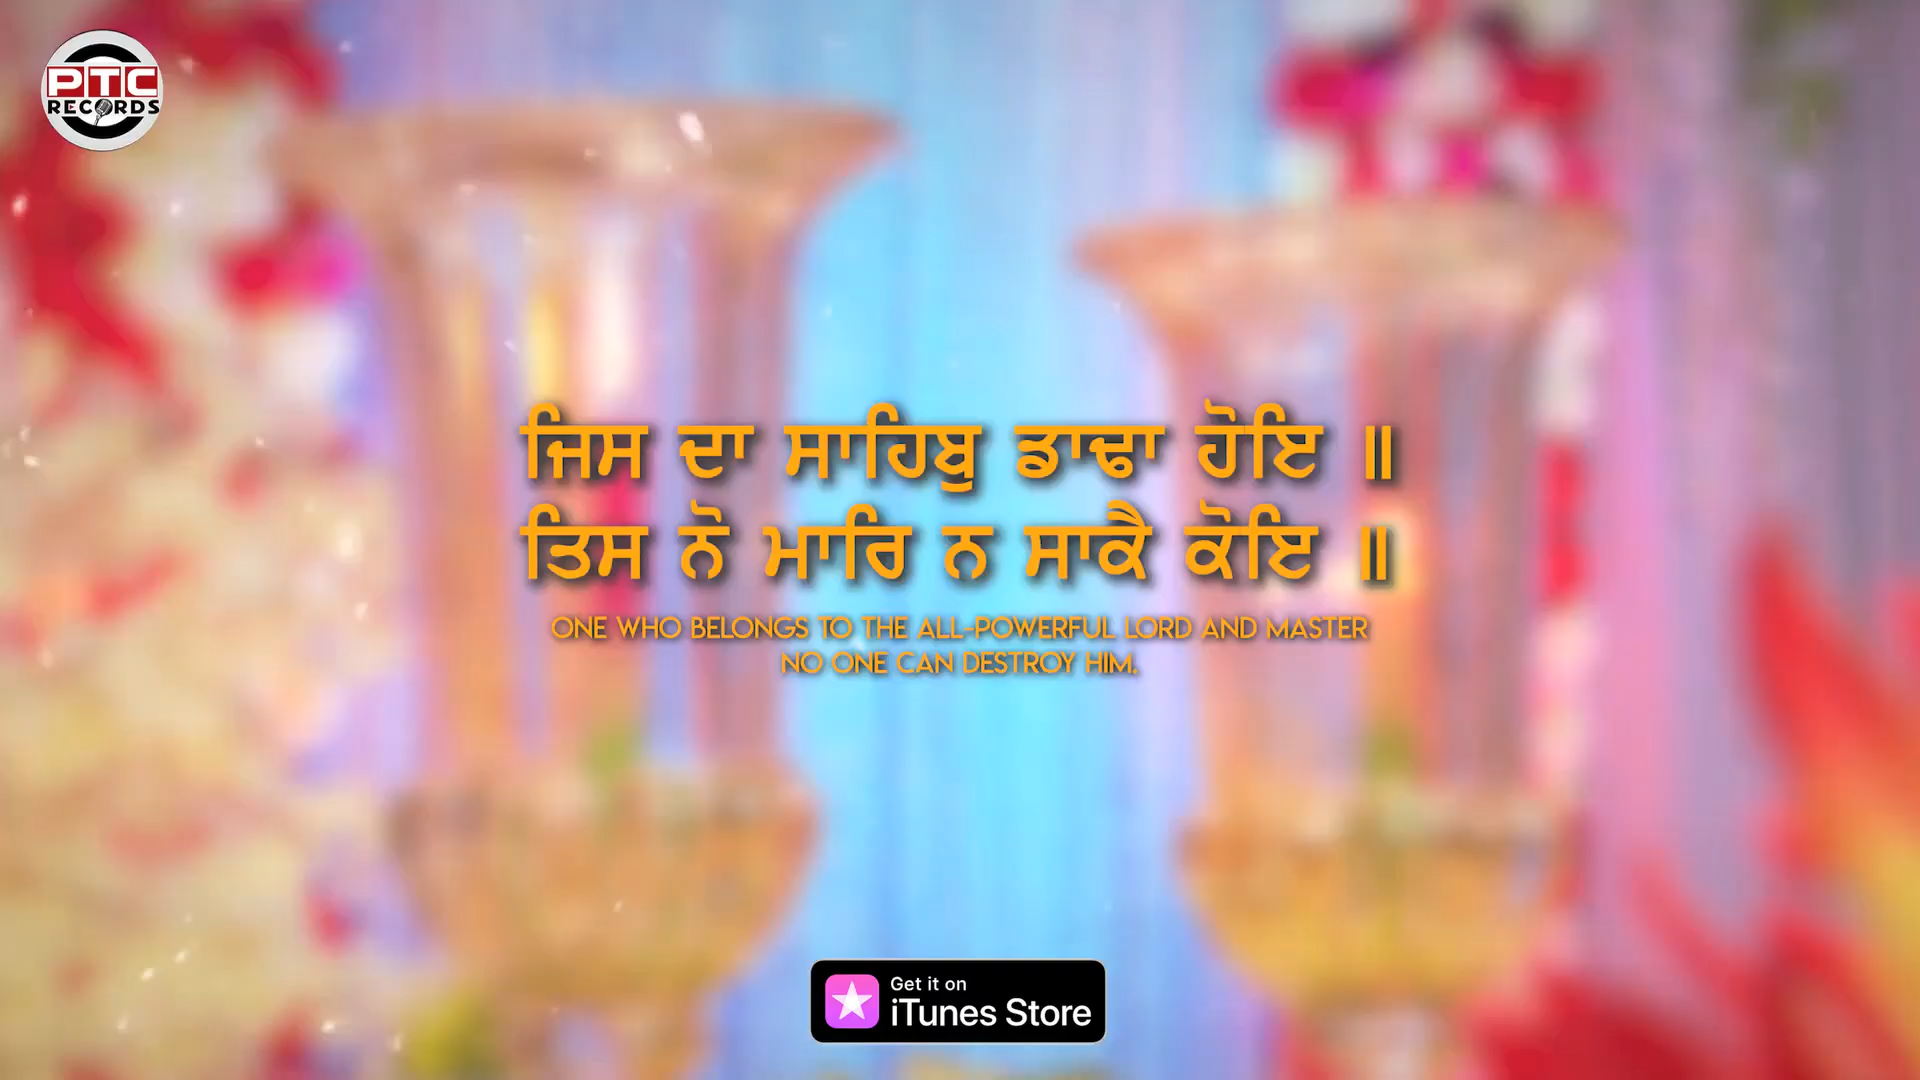 PTC
RECORDS
ਜਿਸ ਦਾ ਸਾਹਿਬੁ ਡਾਢਾ ਹੋਇ ॥
ਤਿਸ ਨੋ ਮਾਰਿ ਨ ਸਾਕੈ ਕੋਇ ॥
ONE WHO BELONGS TO THE ALL-POWERFUL LORD AND MASTER
NO ONE CAN DESTROY HIM.
Get it on
iTunes Store